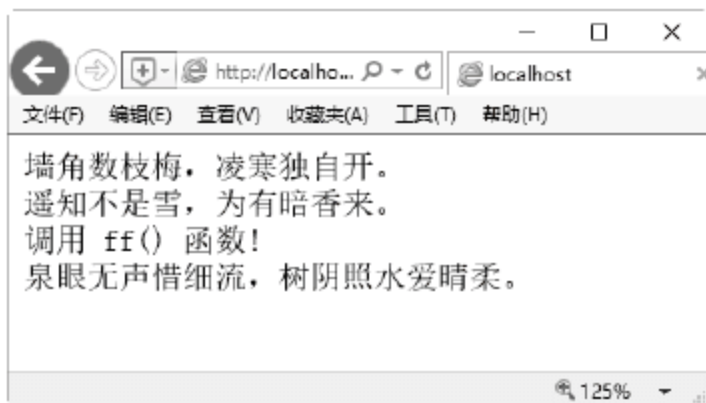 http://localho...
localhost
文件(F) 编辑(E) 查看(V) 收藏夹(A) 工具(T) 帮助(H)
墙角数枝梅，凌寒独自开。
遥知不是雪，为有暗香来。
调用 ff() 函数!
泉眼无声惜细流，树阴照水爱晴柔。
125%